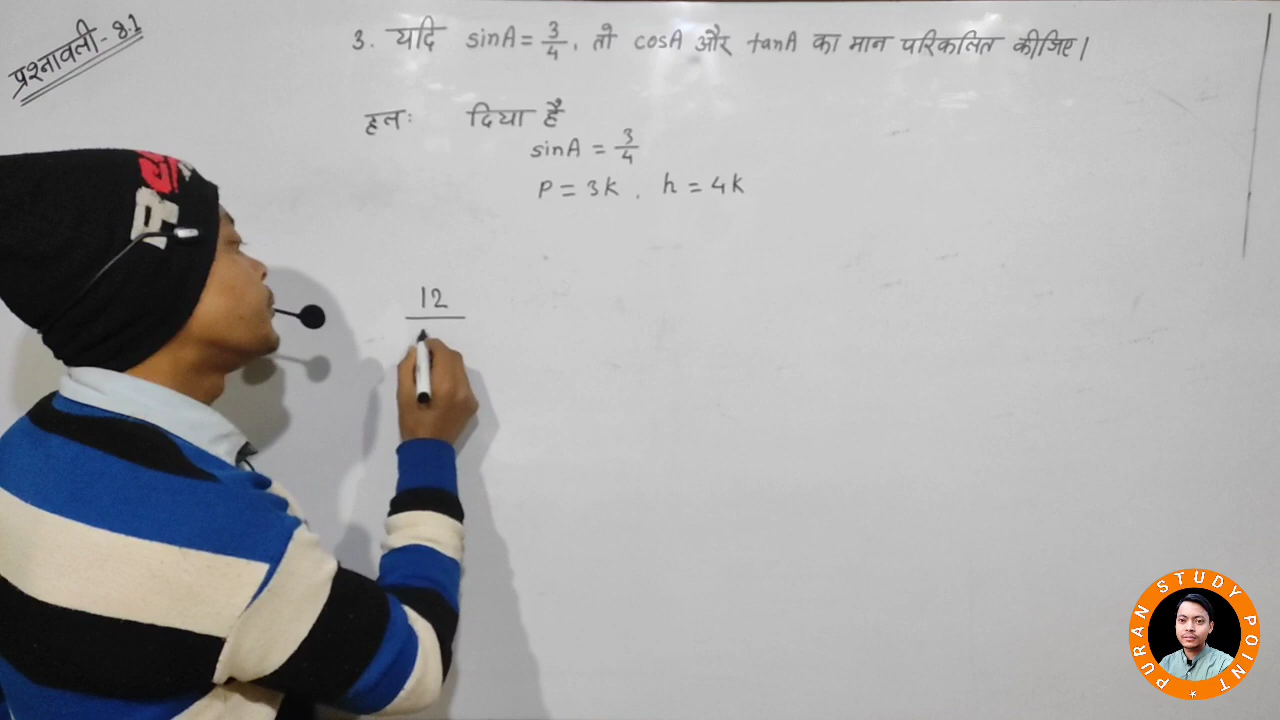 प्रश्नावली - 8.1
3. यदि sinA = 3/4, तो cosA और tanA का मान परिकलित कीजिए।
हलः दिया है
sinA = 3/4
P = 3K , h = 4K
12
PURAN STUDY POINT